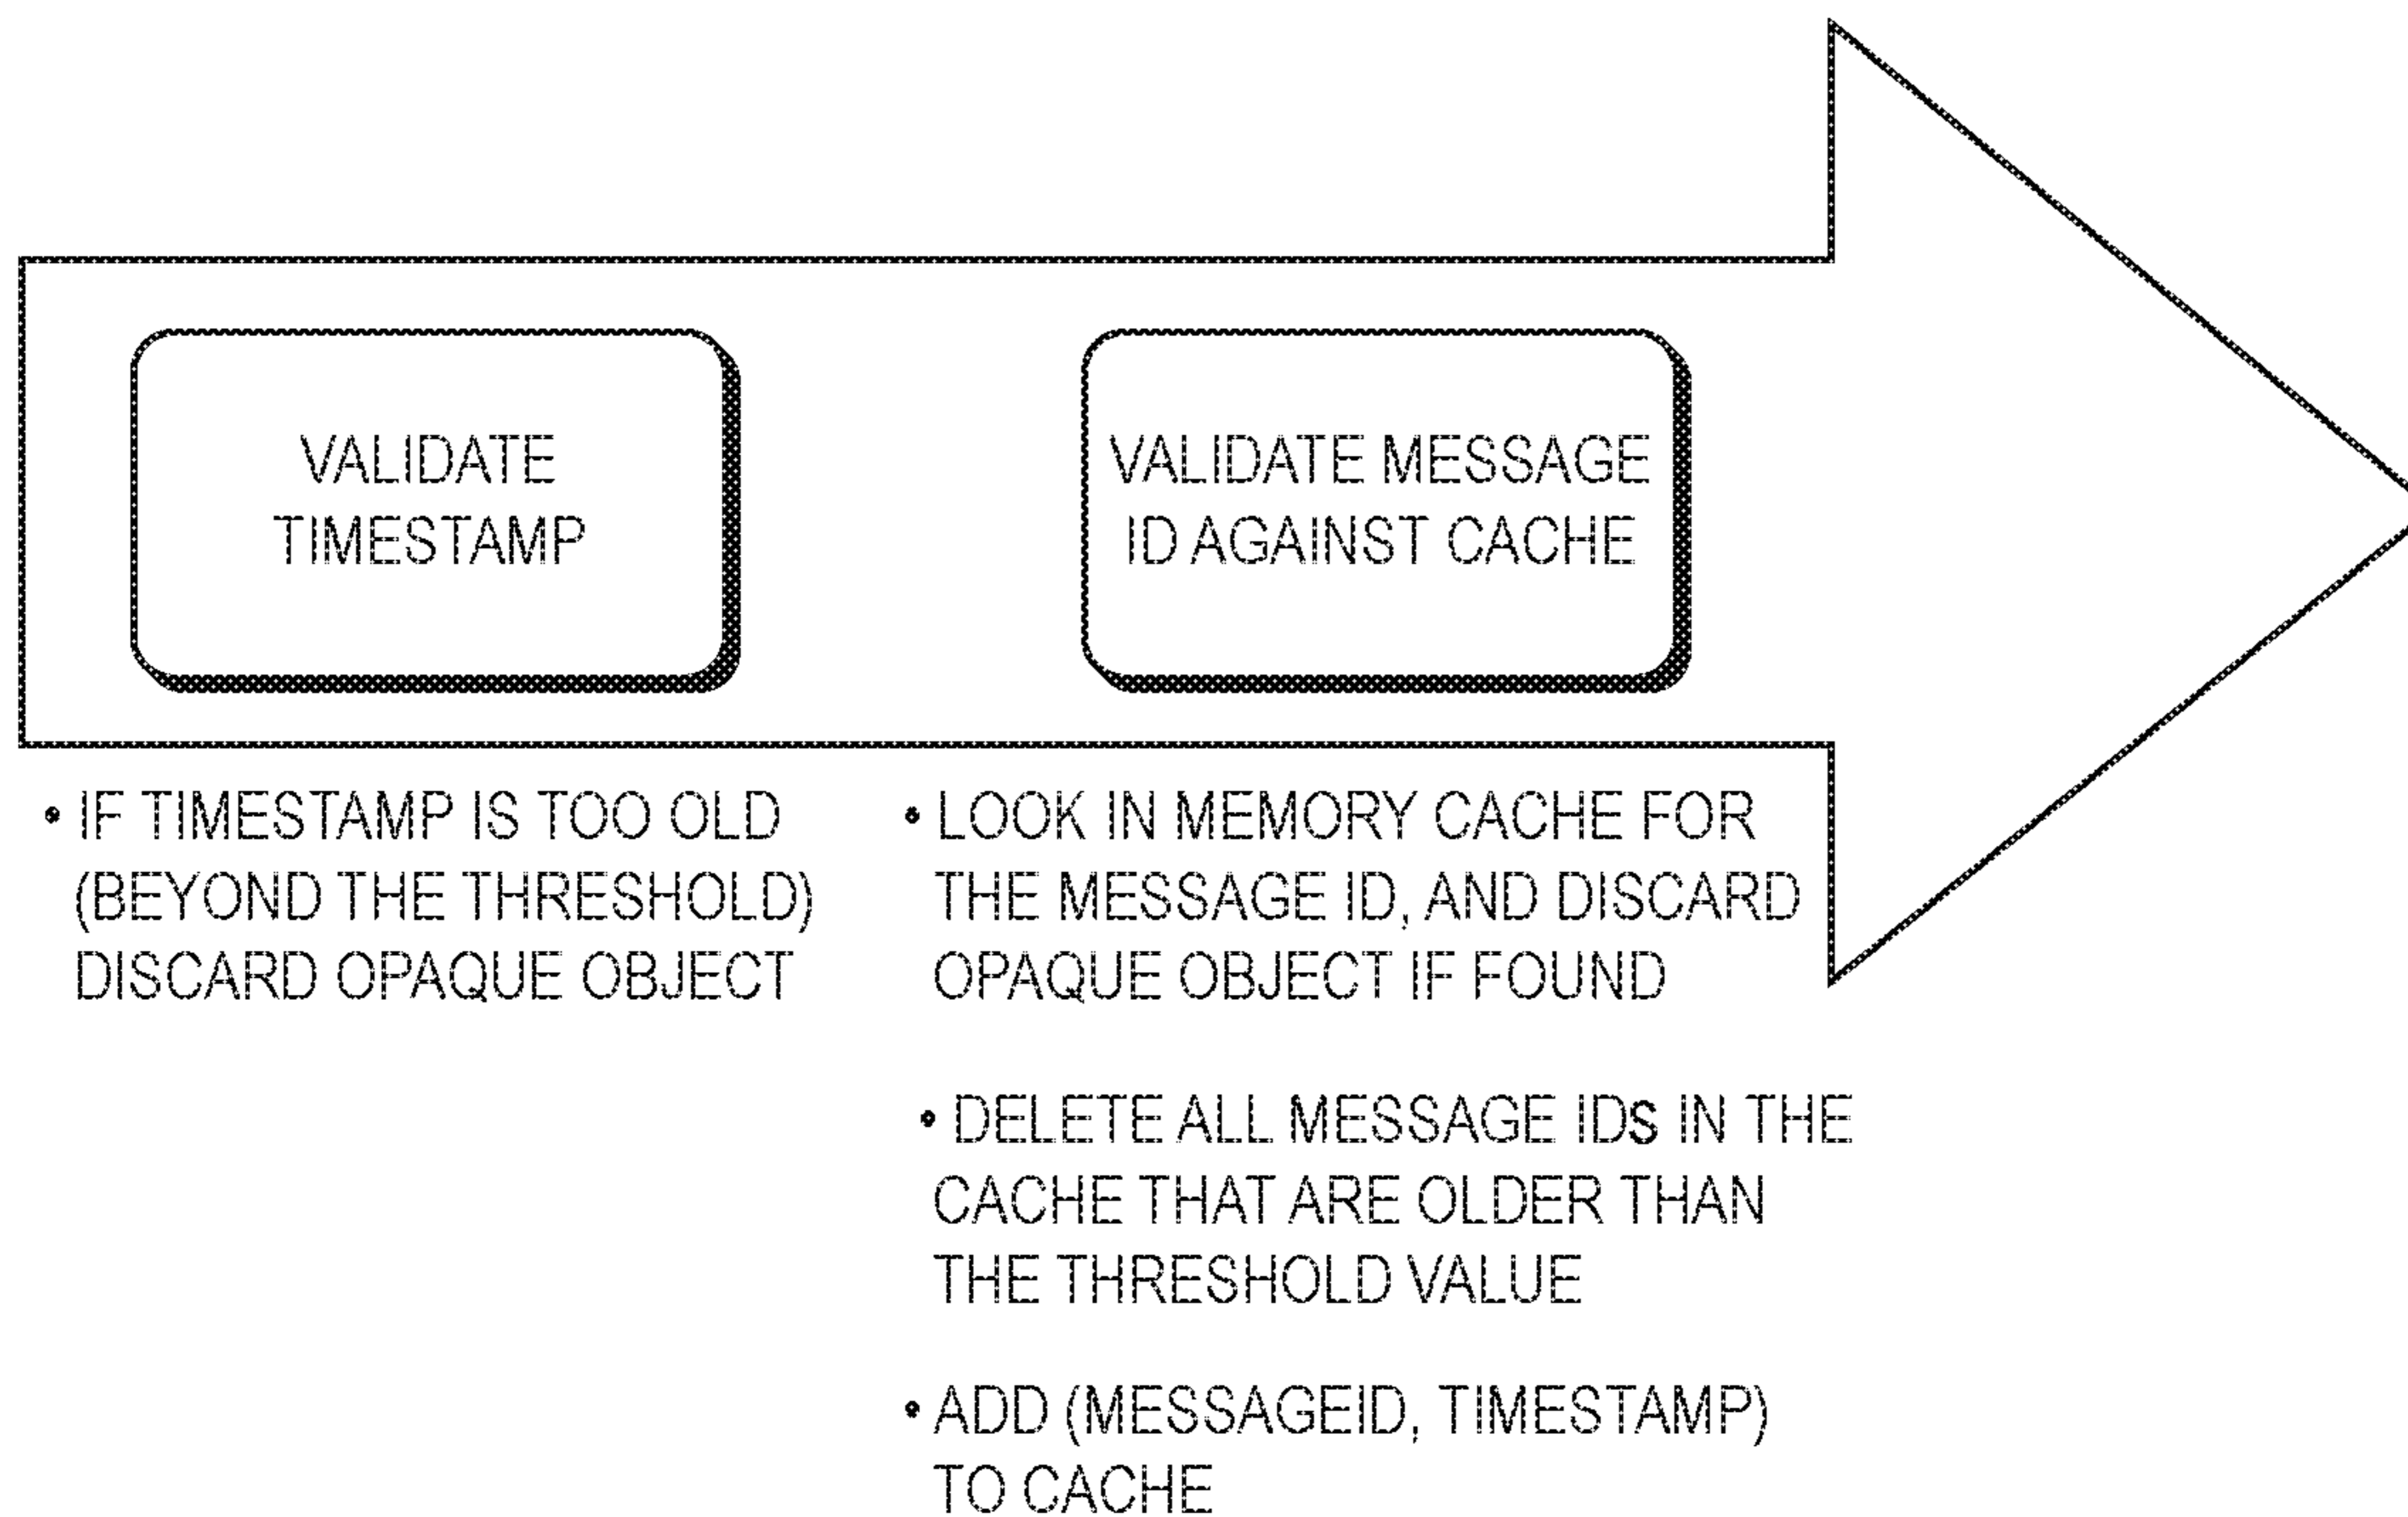 VALIDATE
TIMESTAMP
VALIDATE MESSAGE
ID AGAINST CACHE
• IF TIMESTAMP IS TOO OLD
(BEYOND THE THRESHOLD)
DISCARD OPAQUE OBJECT
• LOOK IN MEMORY CACHE FOR
THE MESSAGE ID, AND DISCARD
OPAQUE OBJECT IF FOUND
• DELETE ALL MESSAGE IDS IN THE
CACHE THAT ARE OLDER THAN
THE THRESHOLD VALUE
• ADD (MESSAGEID, TIMESTAMP)
TO CACHE